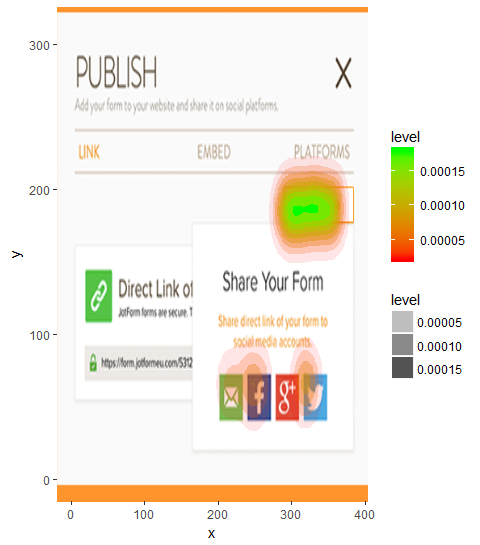 PUBLISH
Add your form to your website and share it on social platforms.
LINK EMBED PLATFORMS
Direct Link of
JotForm forms are secure. T
https://form.jotformeu.com/5312
Share Your Form
Share direct link of your form to
social media accounts.
f g+
y
300
200
100
0
0 100 200 300 400
x
level
0.00015
0.00010
0.00005
level
0.00005
0.00010
0.00015